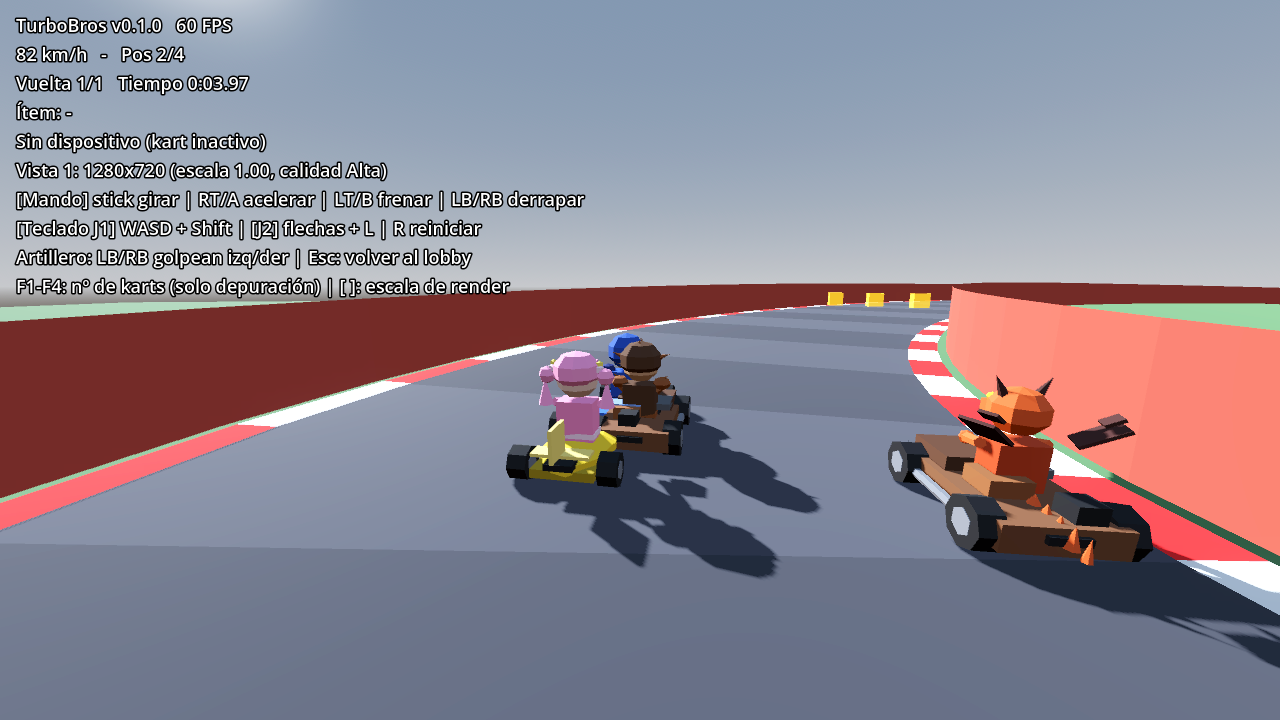 TurboBros v0.1.0   60 FPS
82 km/h  -  Pos 2/4
Vuelta 1/1   Tiempo 0:03.97
Ítem: -
Sin dispositivo (kart inactivo)
Vista 1: 1280x720 (escala 1.00, calidad Alta)
[Mando] stick girar | RT/A acelerar | LT/B frenar | LB/RB derrapar
[Teclado J1] WASD + Shift | [J2] flechas + L | R reiniciar
Artillero: LB/RB golpean izq/der | Esc: volver al lobby
F1-F4: nº de karts (solo depuración) | [ ]: escala de render